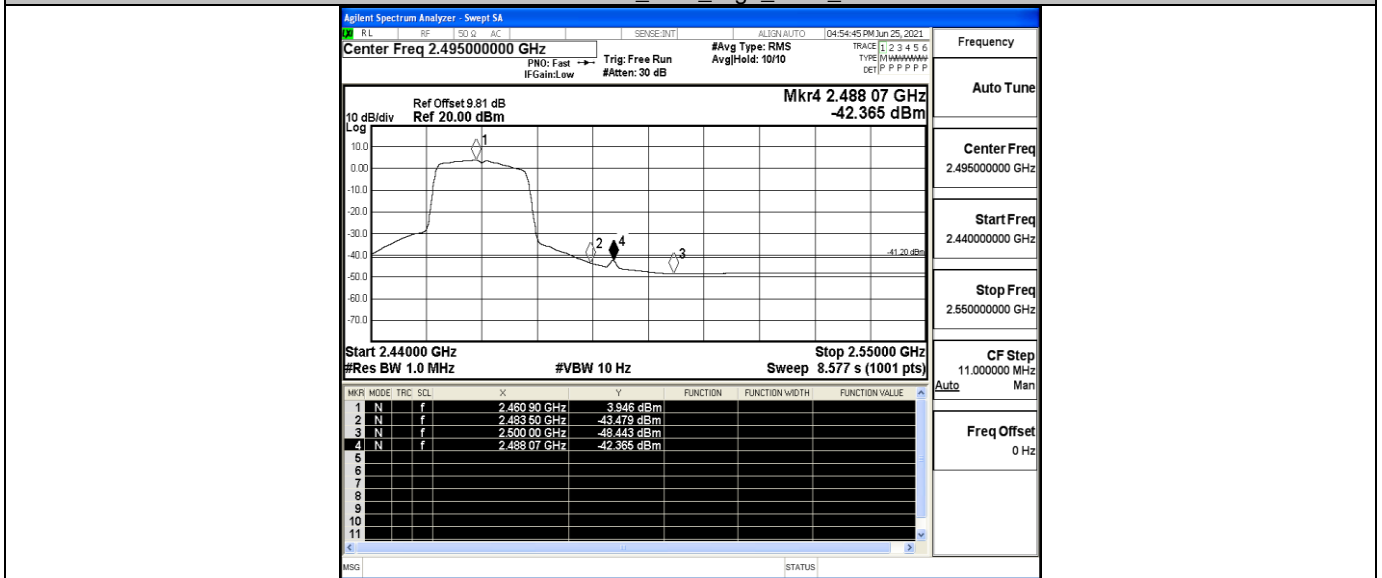 Agilent Spectrum Analyzer - Swept SA
RL RF 50 Ω AC SENSE:INT ALIGN AUTO 04:54:45 PM Jun 25, 2021
Center Freq 2.495000000 GHz
PNO: Fast
IFGain:Low
Trig: Free Run
#Atten: 30 dB
#Avg Type: RMS
Avg|Hold: 10/10
TRACE 1 2 3 4 5 6
TYPE M WWWWW
DET P P P P P P
Frequency
Auto Tune
Center Freq
2.495000000 GHz
Start Freq
2.440000000 GHz
Stop Freq
2.550000000 GHz
CF Step
11.000000 MHz
Auto Man
Freq Offset
0 Hz
Mkr4 2.488 07 GHz
-42.365 dBm
Ref Offset 9.81 dB
10 dB/div Ref 20.00 dBm
Log
10.0
0.00
-10.0
-20.0
-30.0
-40.0
-50.0
-60.0
-70.0
1
2
4
3
-41.20 dBm
Start 2.44000 GHz Stop 2.55000 GHz
#Res BW 1.0 MHz #VBW 10 Hz Sweep 8.577 s (1001 pts)
MKR MODE TRC SCL X Y FUNCTION FUNCTION WIDTH FUNCTION VALUE
1 N f 2.460 90 GHz 3.946 dBm
2 N f 2.483 50 GHz -43.479 dBm
3 N f 2.500 00 GHz -48.443 dBm
4 N f 2.488 07 GHz -42.365 dBm
5
6
7
8
9
10
11
MSG STATUS